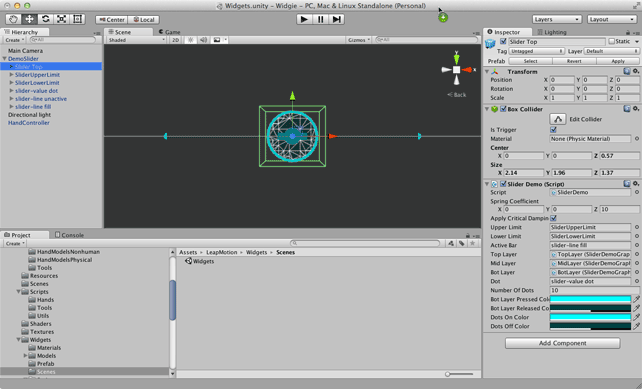 Widgets.unity - Widgie - PC, Mac & Linux Standalone (Personal)
Center
Local
Layers
Layout
Hierarchy
Create
All
Main Camera
DemoSlider
Slider Top
SliderUpperLimit
SliderLowerLimit
slider-value dot
slider-line unactive
slider-line fill
Directional light
HandController
Scene
Game
Shaded
2D
Gizmos
All
y
x
Back
Project
Console
Create
HandModelsNonhuman
HandModelsPhysical
Tools
Resources
Scenes
Scripts
Hands
Tools
Utils
Shaders
Textures
Widgets
Materials
Models
Prefab
Scenes
Assets
LeapMotion
Widgets
Scenes
Widgets
Inspector
Lighting
Slider Top
Static
Tag Untagged
Layer Default
Prefab Select Revert Apply
Transform
Position X 0 Y 0 Z 0
Rotation X 0 Y 0 Z 0
Scale X 1 Y 1 Z 1
Box Collider
Edit Collider
Is Trigger
Material None (Physic Material)
Center
X 0 Y 0 Z 0.57
Size
X 2.14 Y 1.96 Z 1.37
Slider Demo (Script)
Script SliderDemo
Spring Coefficient
X 0 Y 0 Z 10
Apply Critical Dampin
Upper Limit SliderUpperLimit
Lower Limit SliderLowerLimit
Active Bar slider-line fill
Top Layer TopLayer (SliderDemoGraph
Mid Layer MidLayer (SliderDemoGraph
Bot Layer BotLayer (SliderDemoGraph
Dot slider-value dot
Number Of Dots 10
Bot Layer Pressed Col
Bot Layer Released Co
Dots On Color
Dots Off Color
Add Component